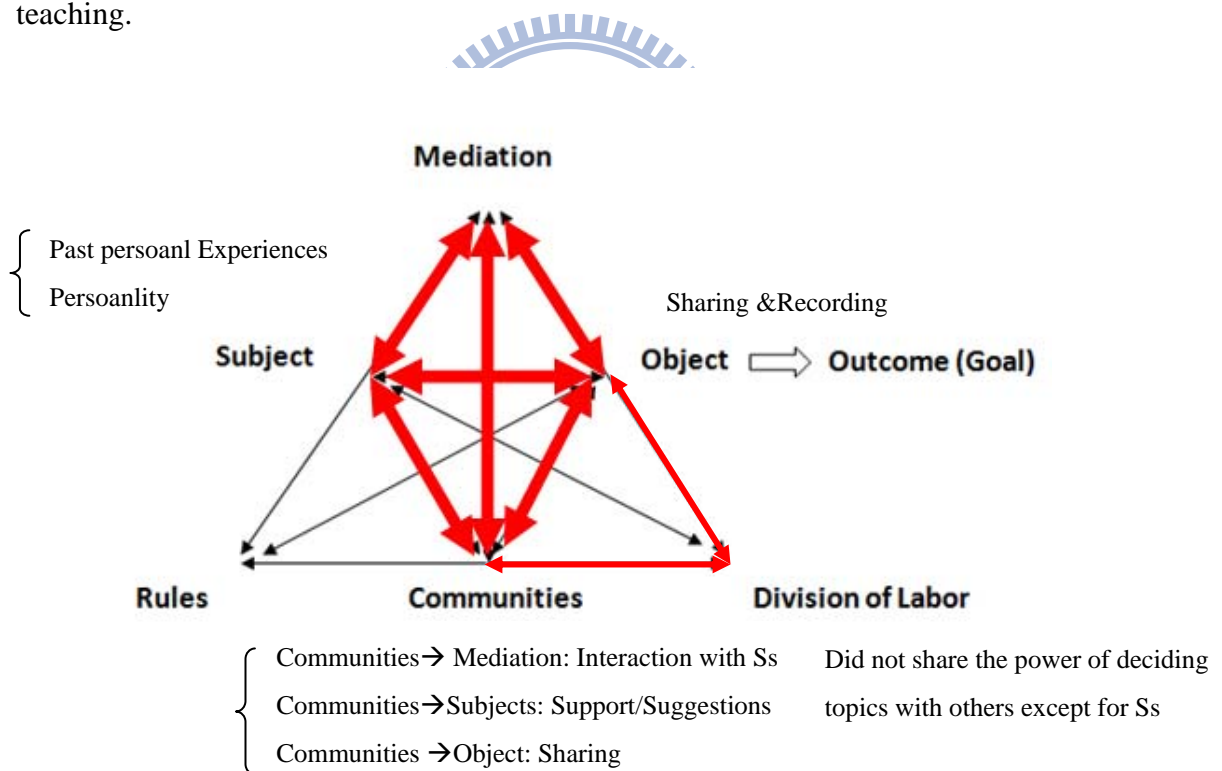 teaching.
Mediation
Past persoanl Experiences
Persoanlity
Sharing &Recording
Subject
Object
Outcome (Goal)
Rules
Communities
Division of Labor
Communities→ Mediation: Interaction with Ss
Communities→Subjects: Support/Suggestions
Communities →Object: Sharing
Did not share the power of deciding
topics with others except for Ss